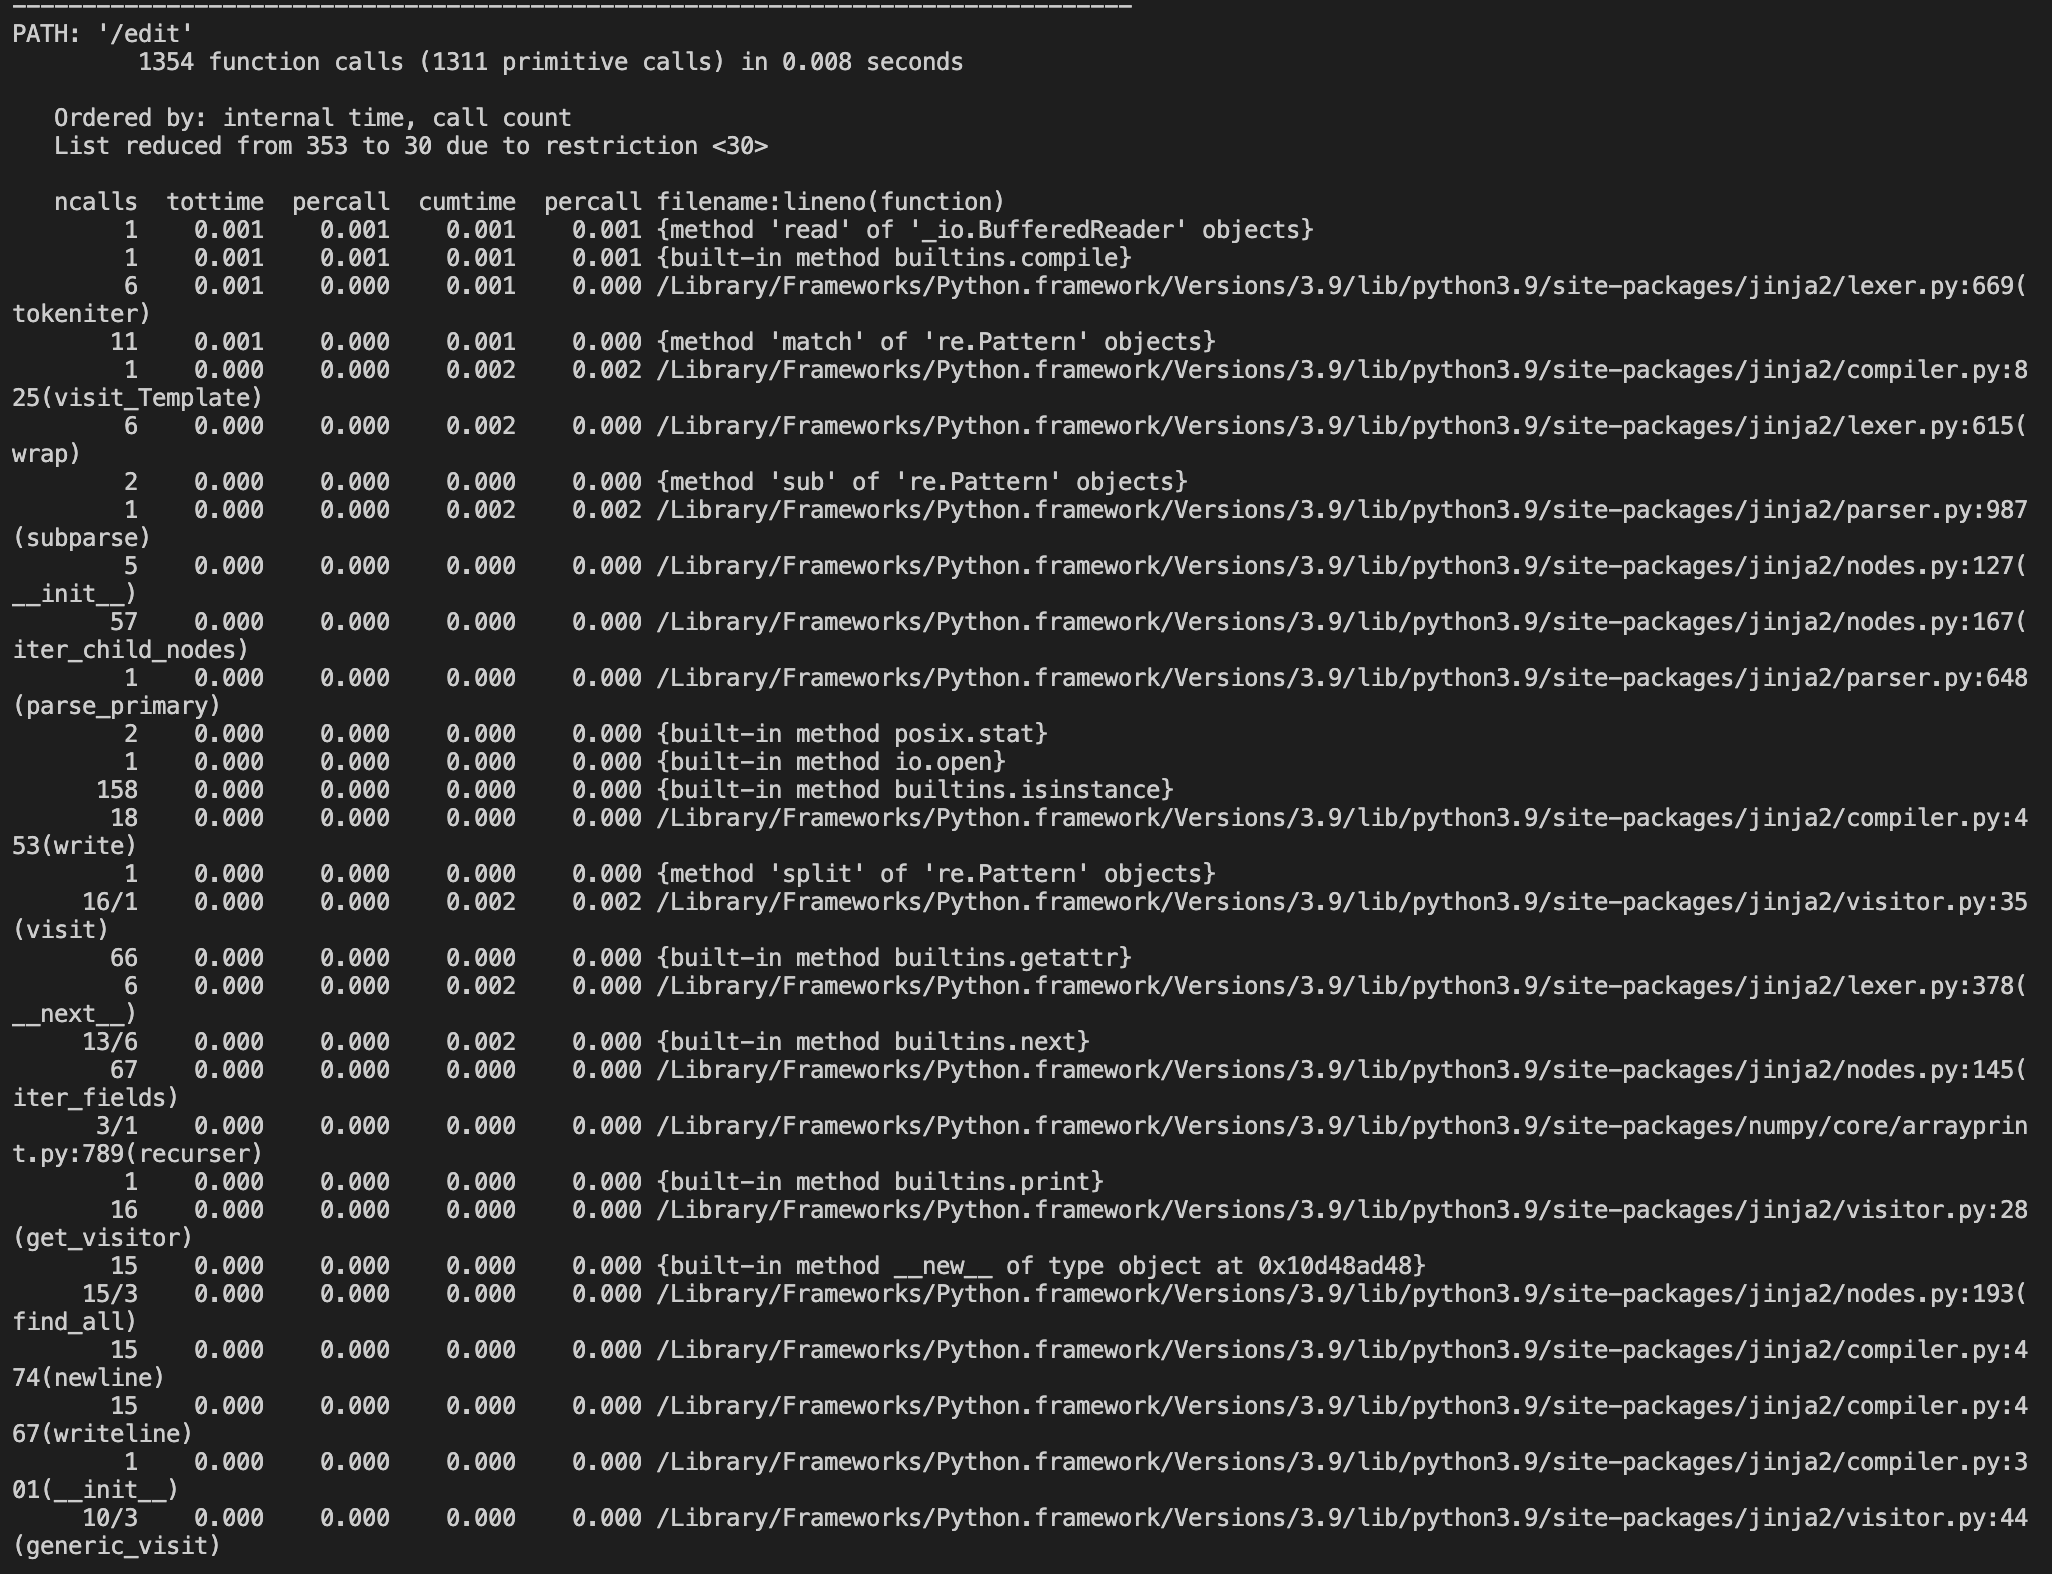 --------------------------------------------------------------------------------
PATH: '/edit'
         1354 function calls (1311 primitive calls) in 0.008 seconds

   Ordered by: internal time, call count
   List reduced from 353 to 30 due to restriction <30>

   ncalls  tottime  percall  cumtime  percall filename:lineno(function)
        1    0.001    0.001    0.001    0.001 {method 'read' of '_io.BufferedReader' objects}
        1    0.001    0.001    0.001    0.001 {built-in method builtins.compile}
        6    0.001    0.000    0.001    0.000 /Library/Frameworks/Python.framework/Versions/3.9/lib/python3.9/site-packages/jinja2/lexer.py:669(
tokeniter)
       11    0.001    0.000    0.001    0.000 {method 'match' of 're.Pattern' objects}
        1    0.000    0.000    0.002    0.002 /Library/Frameworks/Python.framework/Versions/3.9/lib/python3.9/site-packages/jinja2/compiler.py:8
25(visit_Template)
        6    0.000    0.000    0.002    0.000 /Library/Frameworks/Python.framework/Versions/3.9/lib/python3.9/site-packages/jinja2/lexer.py:615(
wrap)
        2    0.000    0.000    0.000    0.000 {method 'sub' of 're.Pattern' objects}
        1    0.000    0.000    0.002    0.002 /Library/Frameworks/Python.framework/Versions/3.9/lib/python3.9/site-packages/jinja2/parser.py:987
(subparse)
        5    0.000    0.000    0.000    0.000 /Library/Frameworks/Python.framework/Versions/3.9/lib/python3.9/site-packages/jinja2/nodes.py:127(
__init__)
       57    0.000    0.000    0.000    0.000 /Library/Frameworks/Python.framework/Versions/3.9/lib/python3.9/site-packages/jinja2/nodes.py:167(
iter_child_nodes)
        1    0.000    0.000    0.000    0.000 /Library/Frameworks/Python.framework/Versions/3.9/lib/python3.9/site-packages/jinja2/parser.py:648
(parse_primary)
        2    0.000    0.000    0.000    0.000 {built-in method posix.stat}
        1    0.000    0.000    0.000    0.000 {built-in method io.open}
      158    0.000    0.000    0.000    0.000 {built-in method builtins.isinstance}
       18    0.000    0.000    0.000    0.000 /Library/Frameworks/Python.framework/Versions/3.9/lib/python3.9/site-packages/jinja2/compiler.py:4
53(write)
        1    0.000    0.000    0.000    0.000 {method 'split' of 're.Pattern' objects}
     16/1    0.000    0.000    0.002    0.002 /Library/Frameworks/Python.framework/Versions/3.9/lib/python3.9/site-packages/jinja2/visitor.py:35
(visit)
       66    0.000    0.000    0.000    0.000 {built-in method builtins.getattr}
        6    0.000    0.000    0.002    0.000 /Library/Frameworks/Python.framework/Versions/3.9/lib/python3.9/site-packages/jinja2/lexer.py:378(
__next__)
     13/6    0.000    0.000    0.002    0.000 {built-in method builtins.next}
       67    0.000    0.000    0.000    0.000 /Library/Frameworks/Python.framework/Versions/3.9/lib/python3.9/site-packages/jinja2/nodes.py:145(
iter_fields)
      3/1    0.000    0.000    0.000    0.000 /Library/Frameworks/Python.framework/Versions/3.9/lib/python3.9/site-packages/numpy/core/arrayprin
t.py:789(recurser)
        1    0.000    0.000    0.000    0.000 {built-in method builtins.print}
       16    0.000    0.000    0.000    0.000 /Library/Frameworks/Python.framework/Versions/3.9/lib/python3.9/site-packages/jinja2/visitor.py:28
(get_visitor)
       15    0.000    0.000    0.000    0.000 {built-in method __new__ of type object at 0x10d48ad48}
     15/3    0.000    0.000    0.000    0.000 /Library/Frameworks/Python.framework/Versions/3.9/lib/python3.9/site-packages/jinja2/nodes.py:193(
find_all)
       15    0.000    0.000    0.000    0.000 /Library/Frameworks/Python.framework/Versions/3.9/lib/python3.9/site-packages/jinja2/compiler.py:4
74(newline)
       15    0.000    0.000    0.000    0.000 /Library/Frameworks/Python.framework/Versions/3.9/lib/python3.9/site-packages/jinja2/compiler.py:4
67(writeline)
        1    0.000    0.000    0.000    0.000 /Library/Frameworks/Python.framework/Versions/3.9/lib/python3.9/site-packages/jinja2/compiler.py:3
01(__init__)
     10/3    0.000    0.000    0.000    0.000 /Library/Frameworks/Python.framework/Versions/3.9/lib/python3.9/site-packages/jinja2/visitor.py:44
(generic_visit)